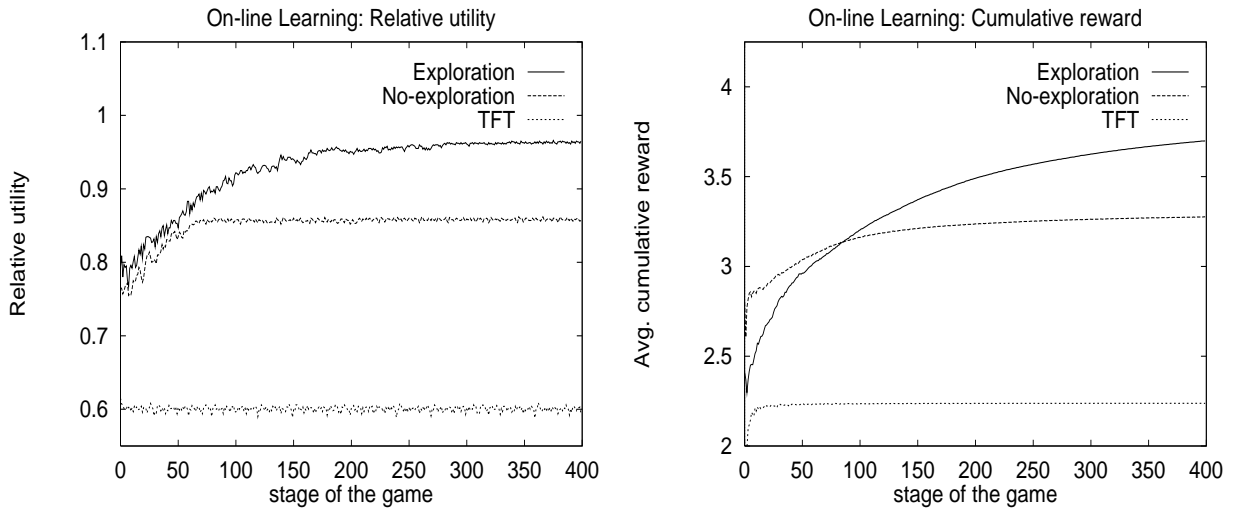 On-line Learning: Relative utility
1.1
1
0.9
0.8
0.7
0.6
Relative utility
Exploration
No-exploration
TFT
0 50 100 150 200 250 300 350 400
stage of the game
On-line Learning: Cumulative reward
4
3.5
3
2.5
2
Avg. cumulative reward
Exploration
No-exploration
TFT
0 50 100 150 200 250 300 350 400
stage of the game